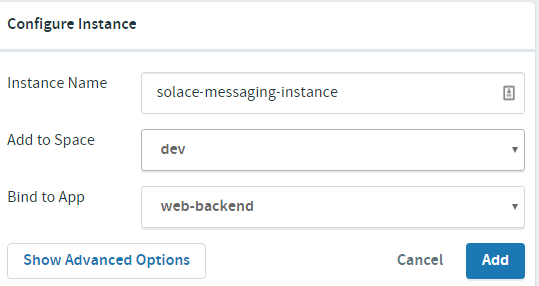 Configure Instance
Instance Name
solace-messaging-instance
Add to Space
dev
Bind to App
web-backend
Show Advanced Options
Cancel
Add